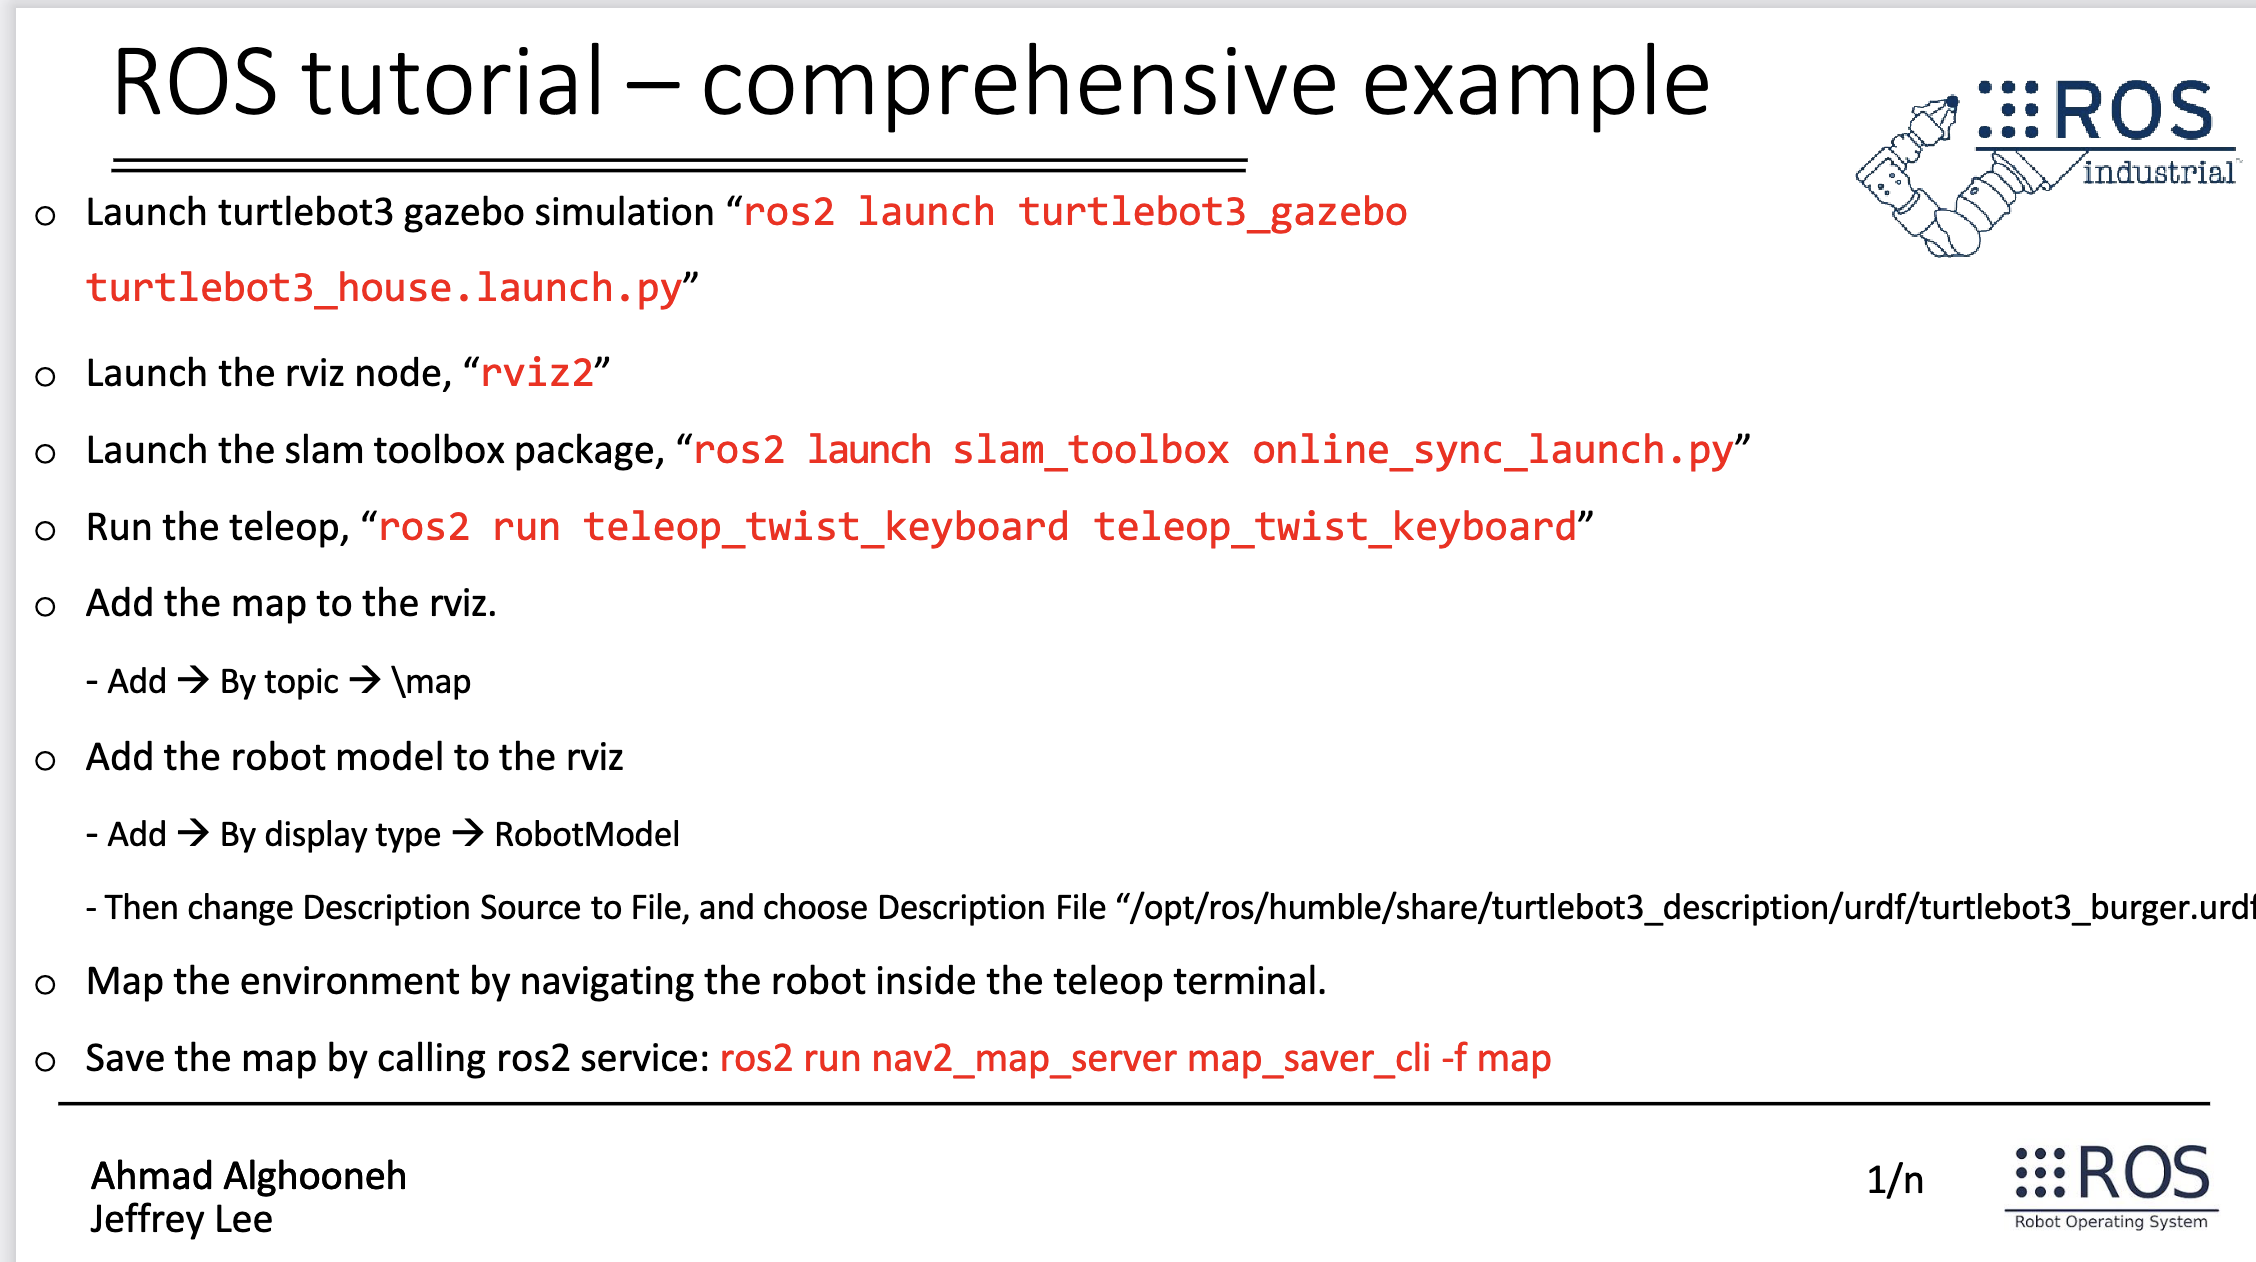 ROS tutorial – comprehensive example
ROS
industrial
○ Launch turtlebot3 gazebo simulation “ros2 launch turtlebot3_gazebo
turtlebot3_house.launch.py”
○ Launch the rviz node, “rviz2”
○ Launch the slam toolbox package, “ros2 launch slam_toolbox online_sync_launch.py”
○ Run the teleop, “ros2 run teleop_twist_keyboard teleop_twist_keyboard”
○ Add the map to the rviz.
- Add → By topic → \map
○ Add the robot model to the rviz
- Add → By display type → RobotModel
- Then change Description Source to File, and choose Description File “/opt/ros/humble/share/turtlebot3_description/urdf/turtlebot3_burger.urdf
○ Map the environment by navigating the robot inside the teleop terminal.
○ Save the map by calling ros2 service: ros2 run nav2_map_server map_saver_cli -f map
Ahmad Alghooneh
Jeffrey Lee
1/n
ROS
Robot Operating System